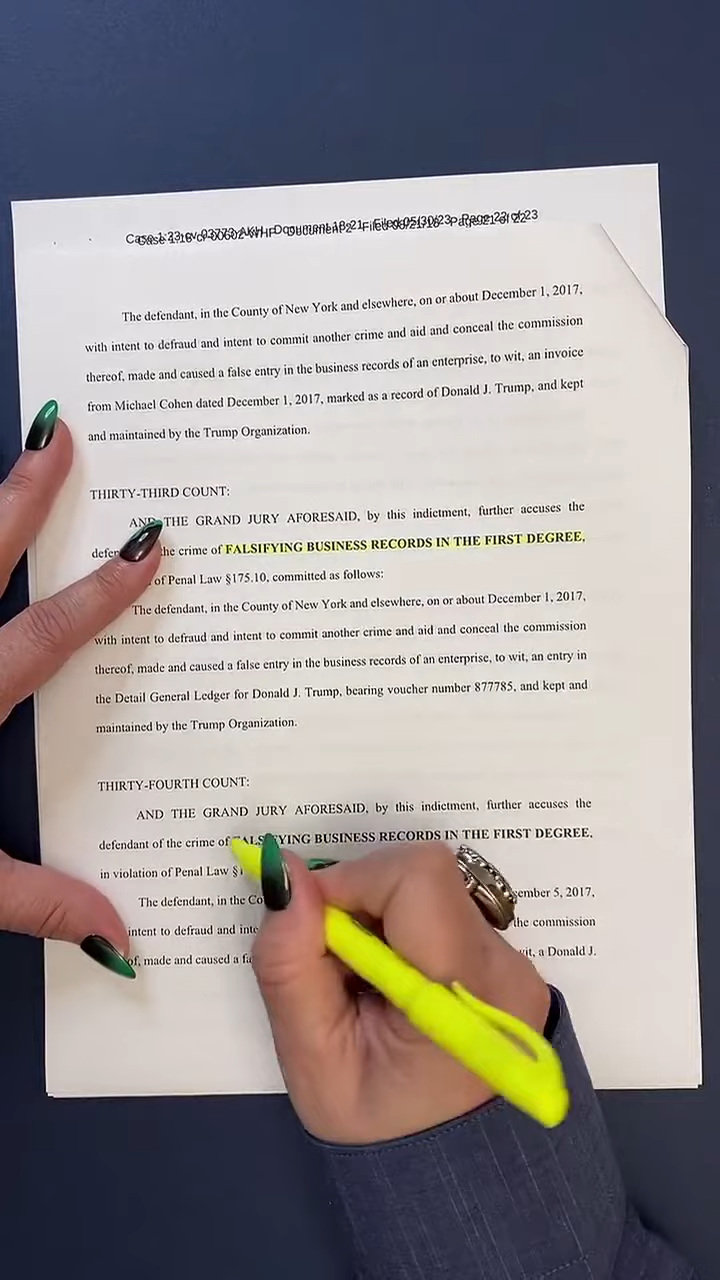 The defendant, in the County of New York and elsewhere, on or about December 1, 2017,
with intent to defraud and intent to commit another crime and aid and conceal the commission
thereof, made and caused a false entry in the business records of an enterprise, to wit, an invoice
from Michael Cohen dated December 1, 2017, marked as a record of Donald J. Trump, and kept
and maintained by the Trump Organization.
THIRTY-THIRD COUNT:
AND THE GRAND JURY AFORESAID, by this indictment, further accuses the
the crime of FALSIFYING BUSINESS RECORDS IN THE FIRST DEGREE,
of Penal Law §175.10, committed as follows:
The defendant, in the County of New York and elsewhere, on or about December 1, 2017,
with intent to defraud and intent to commit another crime and aid and conceal the commission
thereof, made and caused a false entry in the business records of an enterprise, to wit, an entry in
the Detail General Ledger for Donald J. Trump, bearing voucher number 877785, and kept and
maintained by the Trump Organization.
THIRTY-FOURTH COUNT:
AND THE GRAND JURY AFORESAID, by this indictment, further accuses the
defendant of the crime of FALSIFYING BUSINESS RECORDS IN THE FIRST DEGREE,
in violation of Penal Law §
The defendant, in the 5, 2017,
intent to defraud and the commission
made and caused a a Donald J.